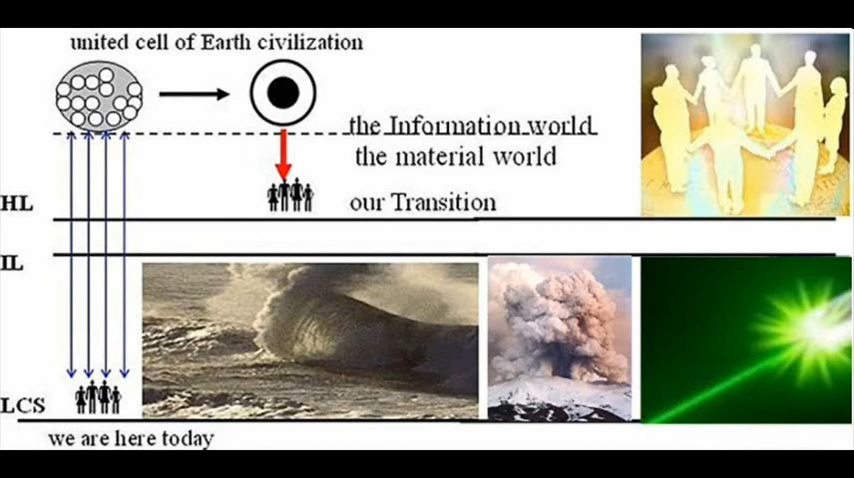 united cell of Earth civilization
the Information world
the material world
HL
our Transition
IL
LCS
we are here today